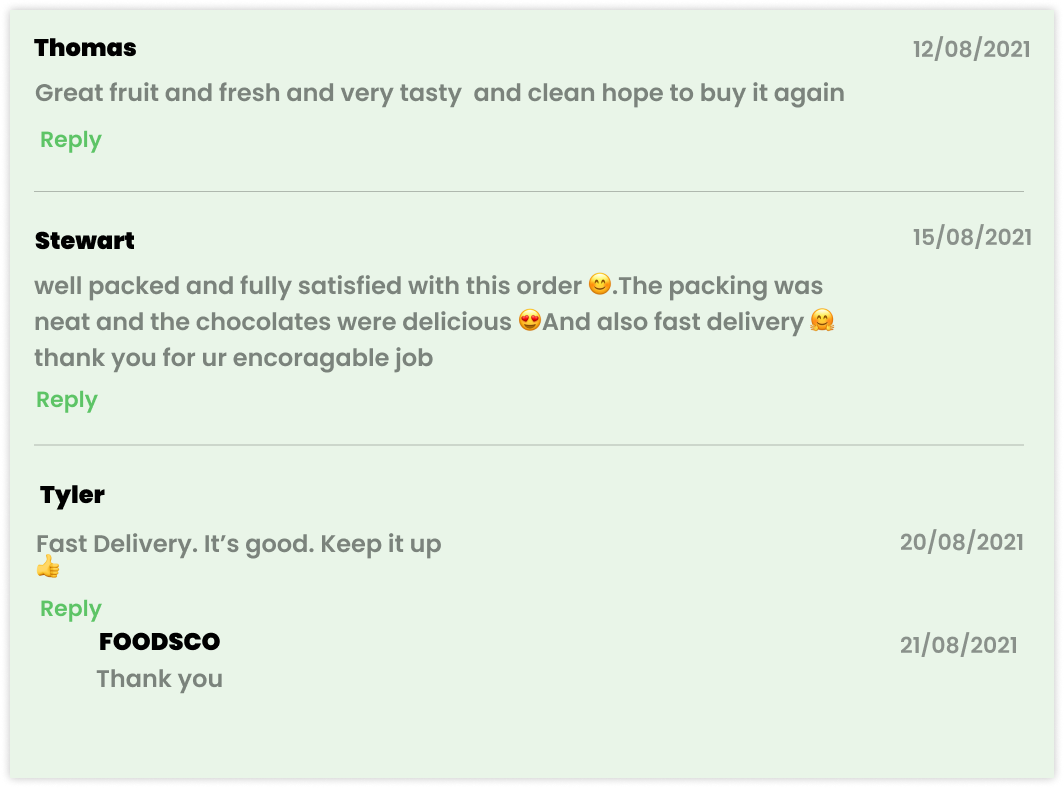 Thomas
12/08/2021
Great fruit and fresh and very tasty  and clean hope to buy it again
Reply
Stewart
15/08/2021
well packed and fully satisfied with this order 😊.The packing was
neat and the chocolates were delicious 😍And also fast delivery 🤗
thank you for ur encoragable job
Reply
Tyler
Fast Delivery. It’s good. Keep it up
20/08/2021
👍
Reply
FOODSCO
21/08/2021
Thank you